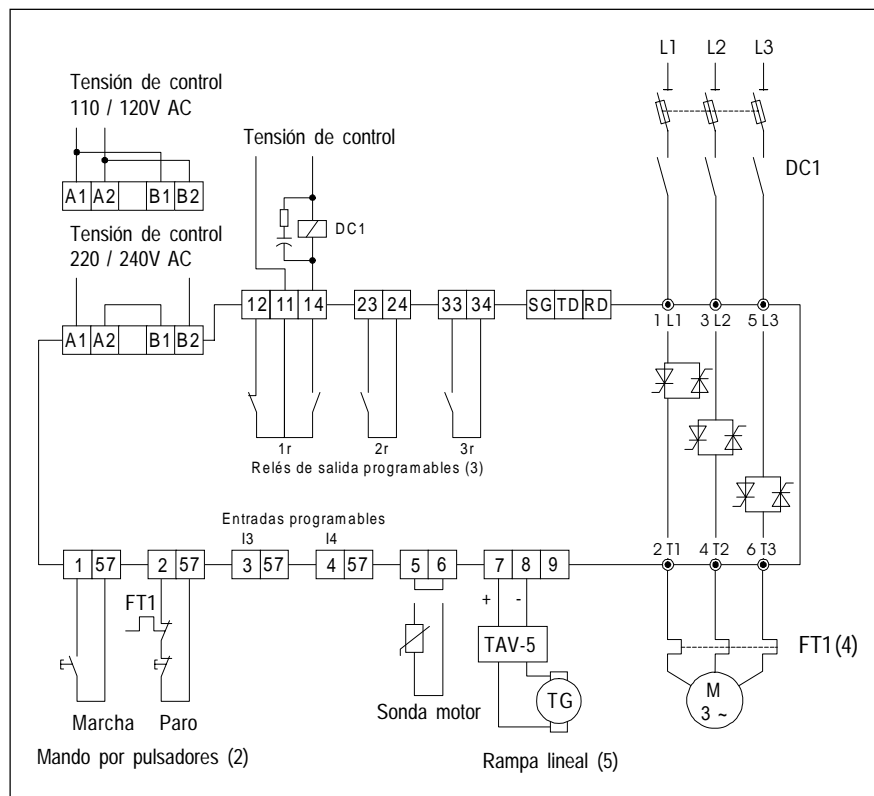 L1 L2 L3
Tensión de control
110 / 120V AC
Tensión de control
DC1
A1 A2 B1 B2
DC1
Tensión de control
220 / 240V AC
12 11 14 23 24 33 34 SG TD RD
1 L1 3 L2 5 L3
A1 A2 B1 B2
1r 2r 3r
Relés de salida programables (3)
Entradas programables
I3 I4
2 T1 4 T2 6 T3
1 57 2 57 3 57 4 57 5 6 7 8 9
+ -
FT1
FT1 (4)
TAV-5
M
3 ~
TG
Marcha Paro
Sonda motor
Mando por pulsadores (2)
Rampa lineal (5)